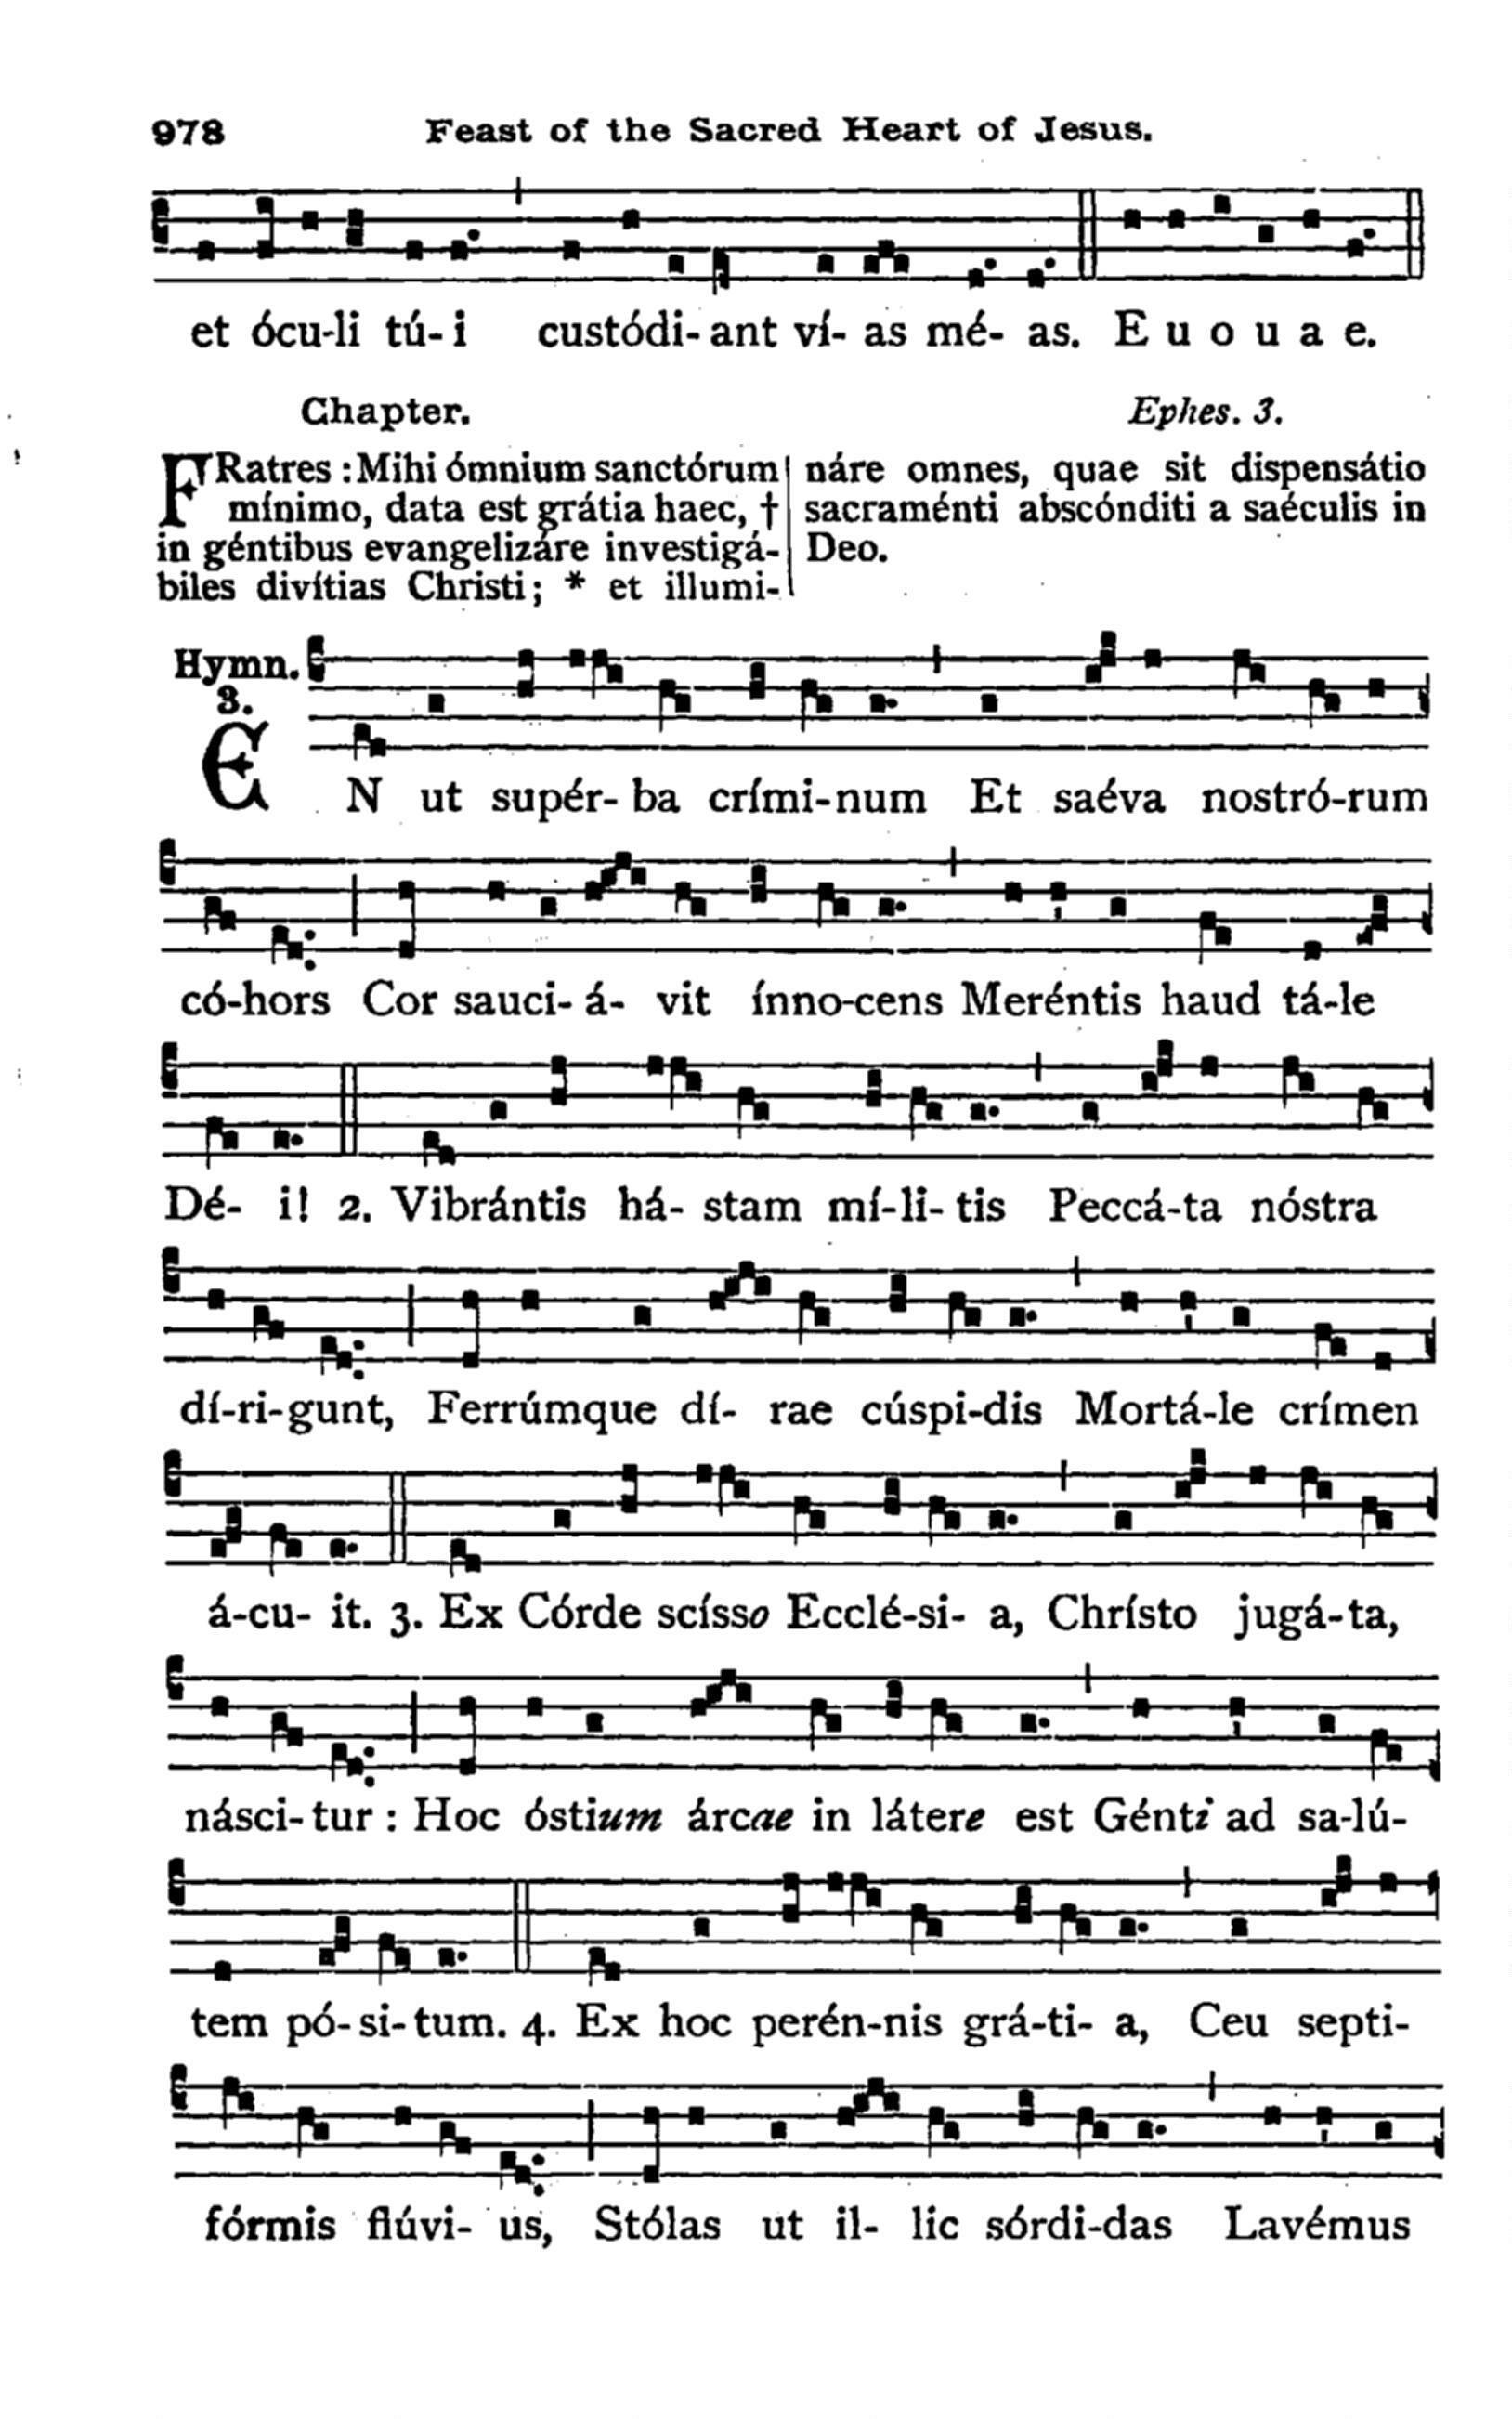 978 Feast of the Sacred Heart of Jesus.
et ócu-li tú-i custódi-ant ví-as mé-as. E u o u a e.
Chapter. Ephes. 3.
FRatres : Mihi ómnium sanctórum
mínimo, data est grátia haec, †
in géntibus evangelizáre investigá-
biles divítias Christi; * et illumi-
náre omnes, quae sit dispensátio
sacraménti abscónditi a saéculis in
Deo.
Hymn.
3.
EN ut supér-ba crími-num Et saéva nostró-rum
có-hors Cor sauci-á-vit ínno-cens Meréntis haud tá-le
Dé-i! 2. Vibrántis há-stam mí-li-tis Peccá-ta nóstra
dí-ri-gunt, Ferrúmque dí-rae cúspi-dis Mortá-le crímen
á-cu-it. 3. Ex Córde scísso Ecclé-si-a, Chrísto jugá-ta,
násci-tur : Hoc óstium árcae in látere est Génti ad sa-lú-
tem pó-si-tum. 4. Ex hoc perén-nis grá-ti-a, Ceu septi-
fórmis flúvi-us, Stólas ut il-lic sórdi-das Lavémus